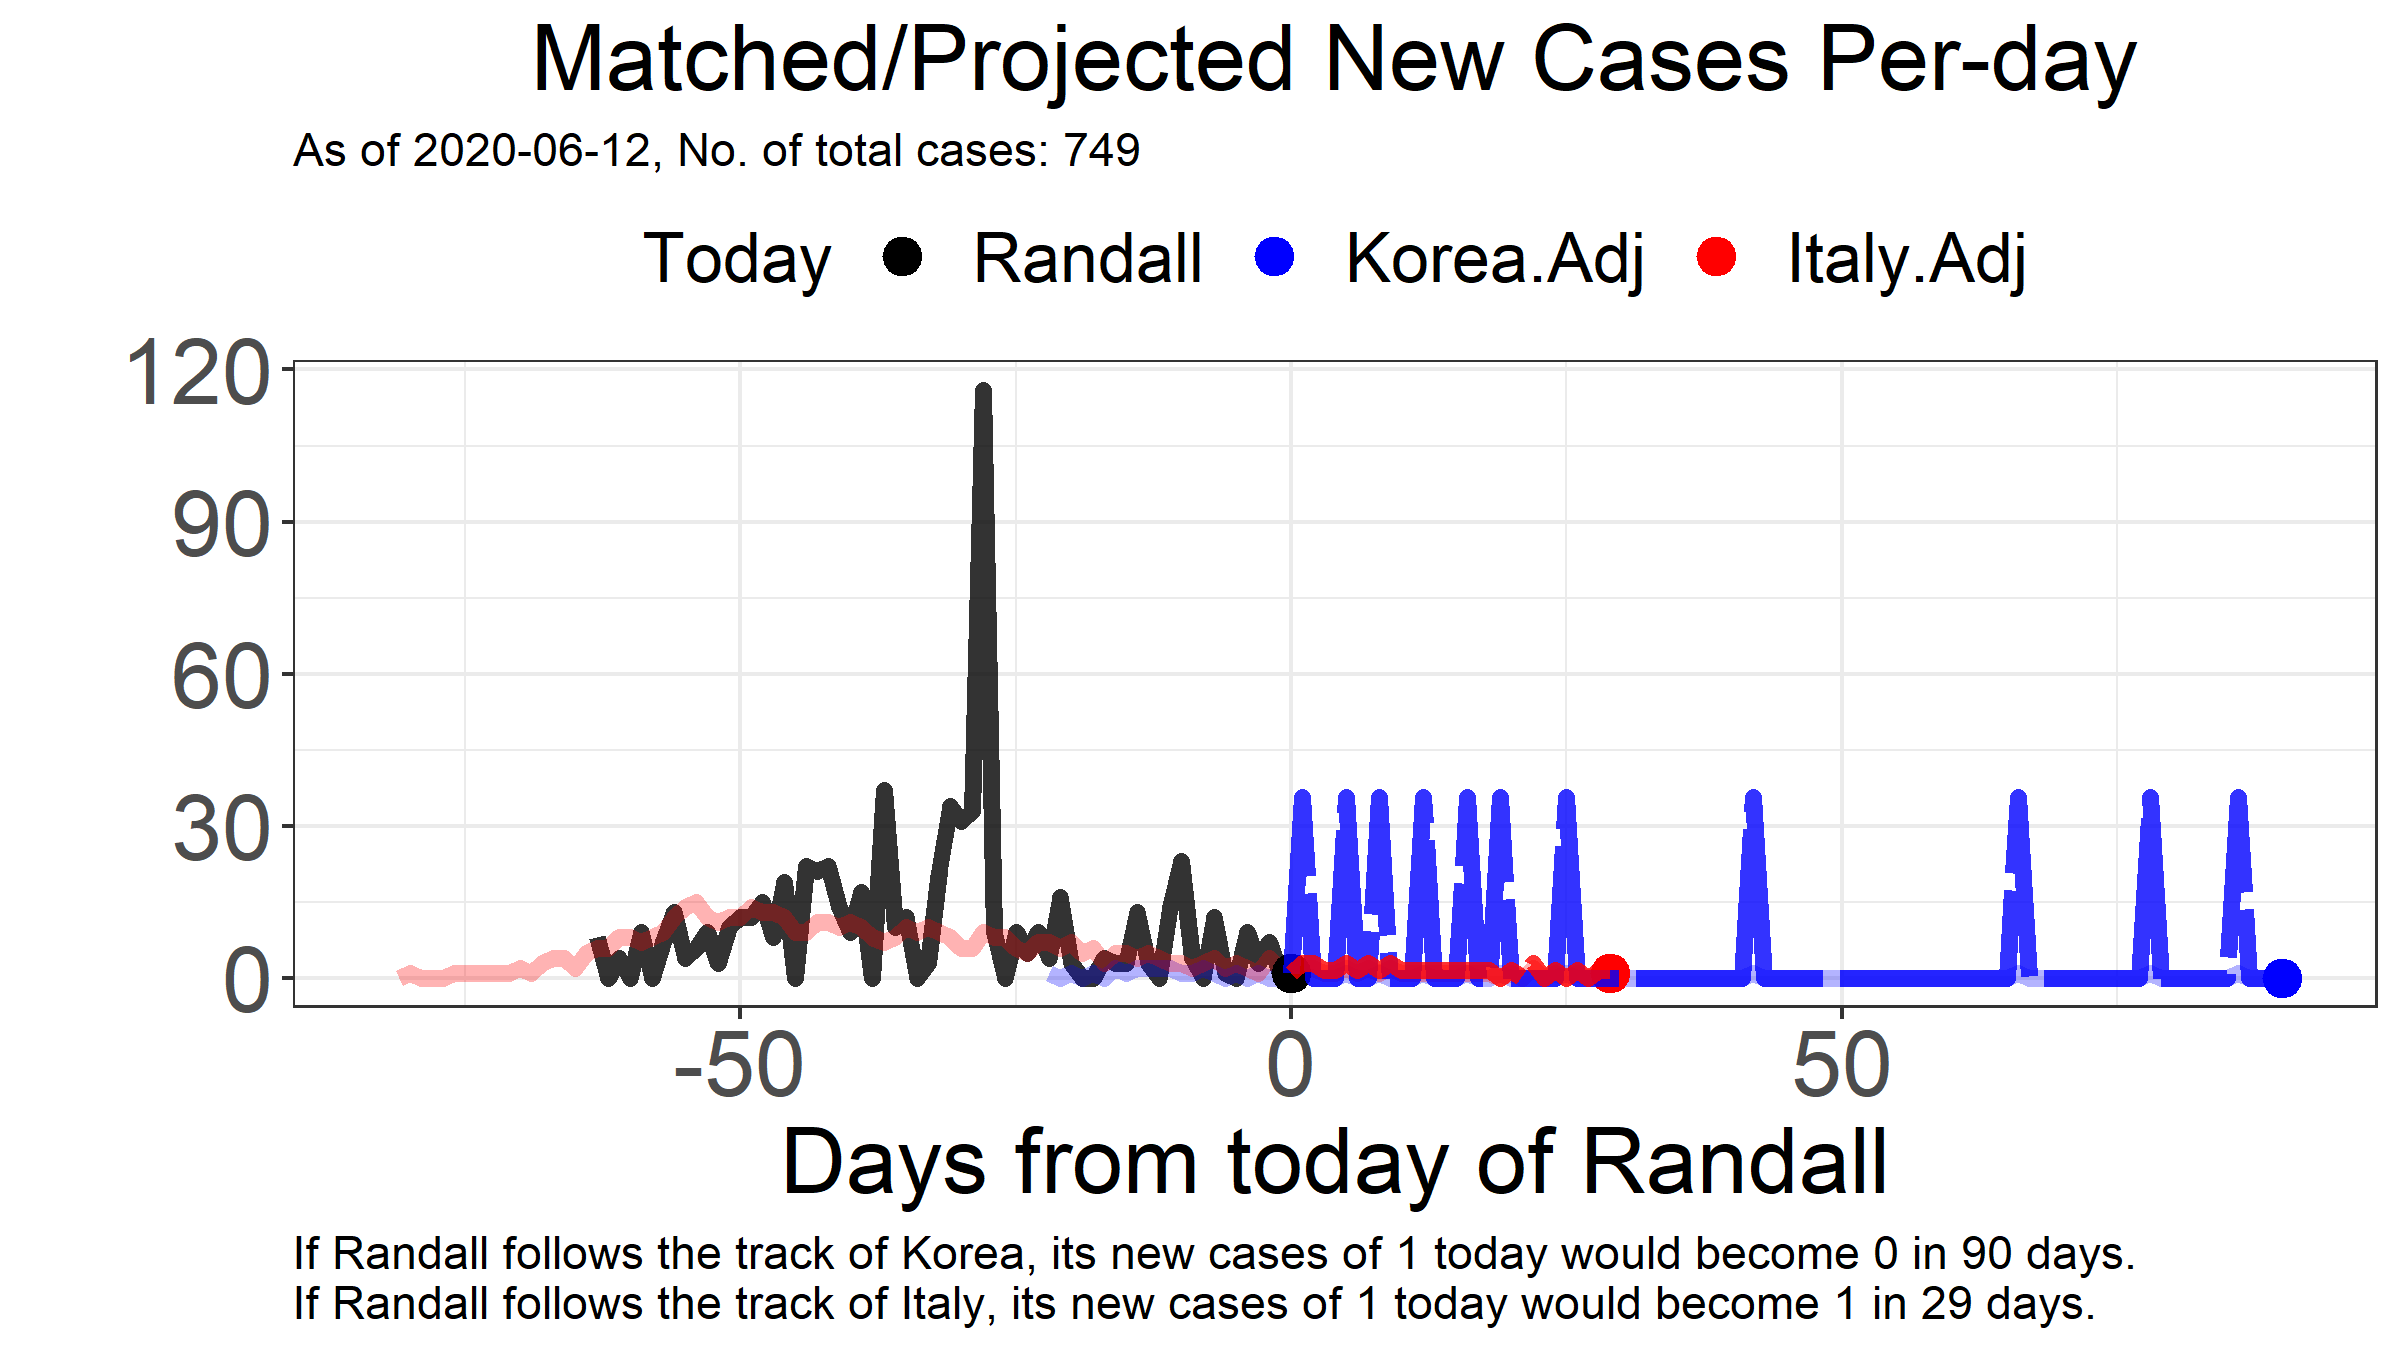 Matched/Projected New Cases Per-day
As of 2020-06-12, No. of total cases: 749
Today Randall Korea.Adj Italy.Adj
120
90
60
30
0
-50 0 50
Days from today of Randall
If Randall follows the track of Korea, its new cases of 1 today would become 0 in 90 days.
If Randall follows the track of Italy, its new cases of 1 today would become 1 in 29 days.